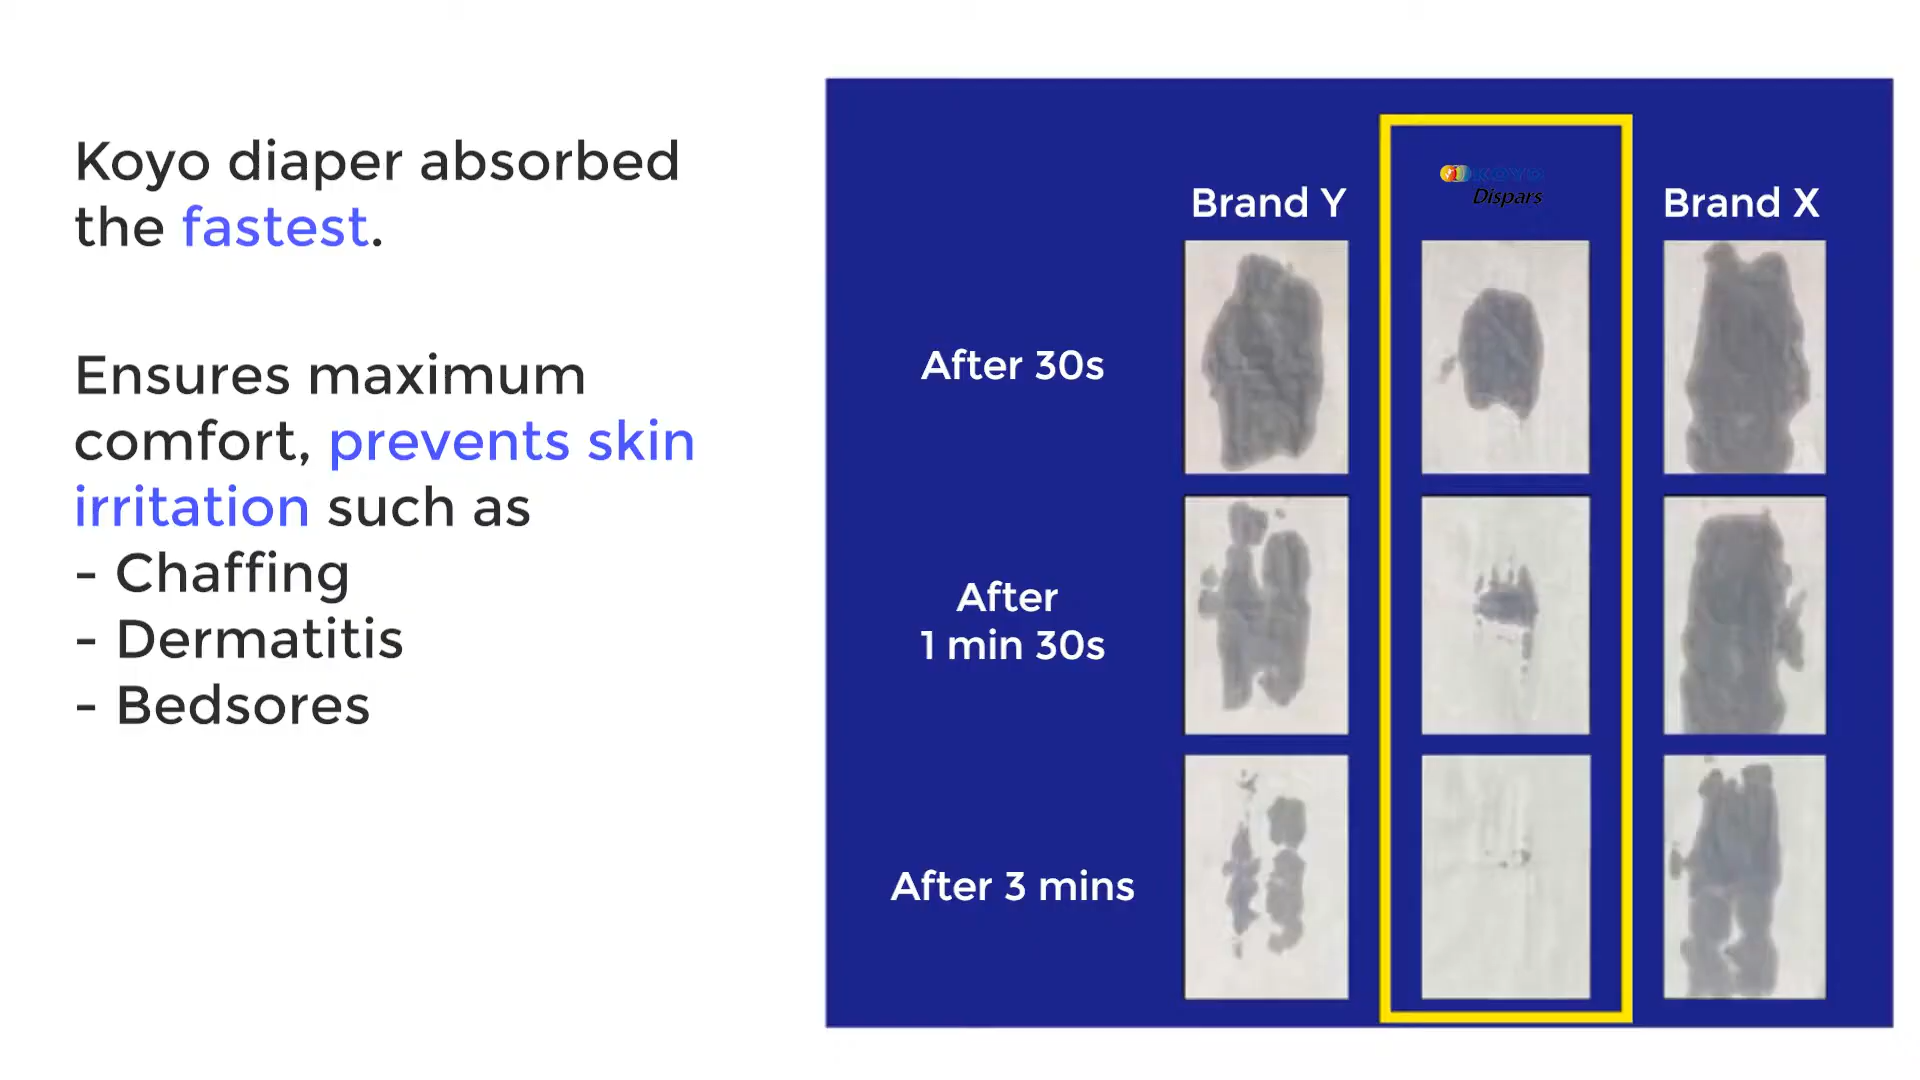 Koyo diaper absorbed
the fastest.
Ensures maximum
comfort, prevents skin
irritation such as
- Chaffing
- Dermatitis
- Bedsores
Brand Y
KOYO
Dispars
Brand X
After 30s
After
1 min 30s
After 3 mins